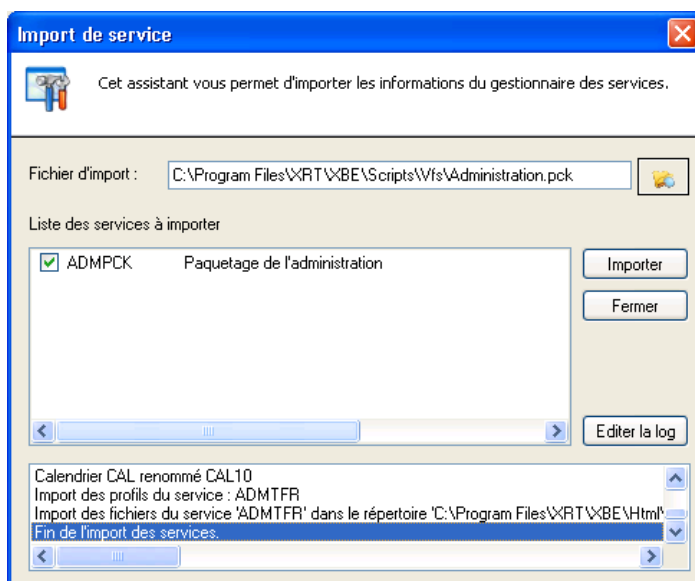 Import de service
Cet assistant vous permet d'importer les informations du gestionnaire des services.
Fichier d'import :
C:\Program Files\XRT\XBE\Scripts\Vfs\Administration.pck
Liste des services à importer
ADMPCK Paquetage de l'administration
Importer
Fermer
Editer la log
Calendrier CAL renommé CAL10
Import des profils du service : ADMTFR
Import des fichiers du service 'ADMTFR' dans le répertoire 'C:\Program Files\XRT\XBE\Html\
Fin de l'import des services.